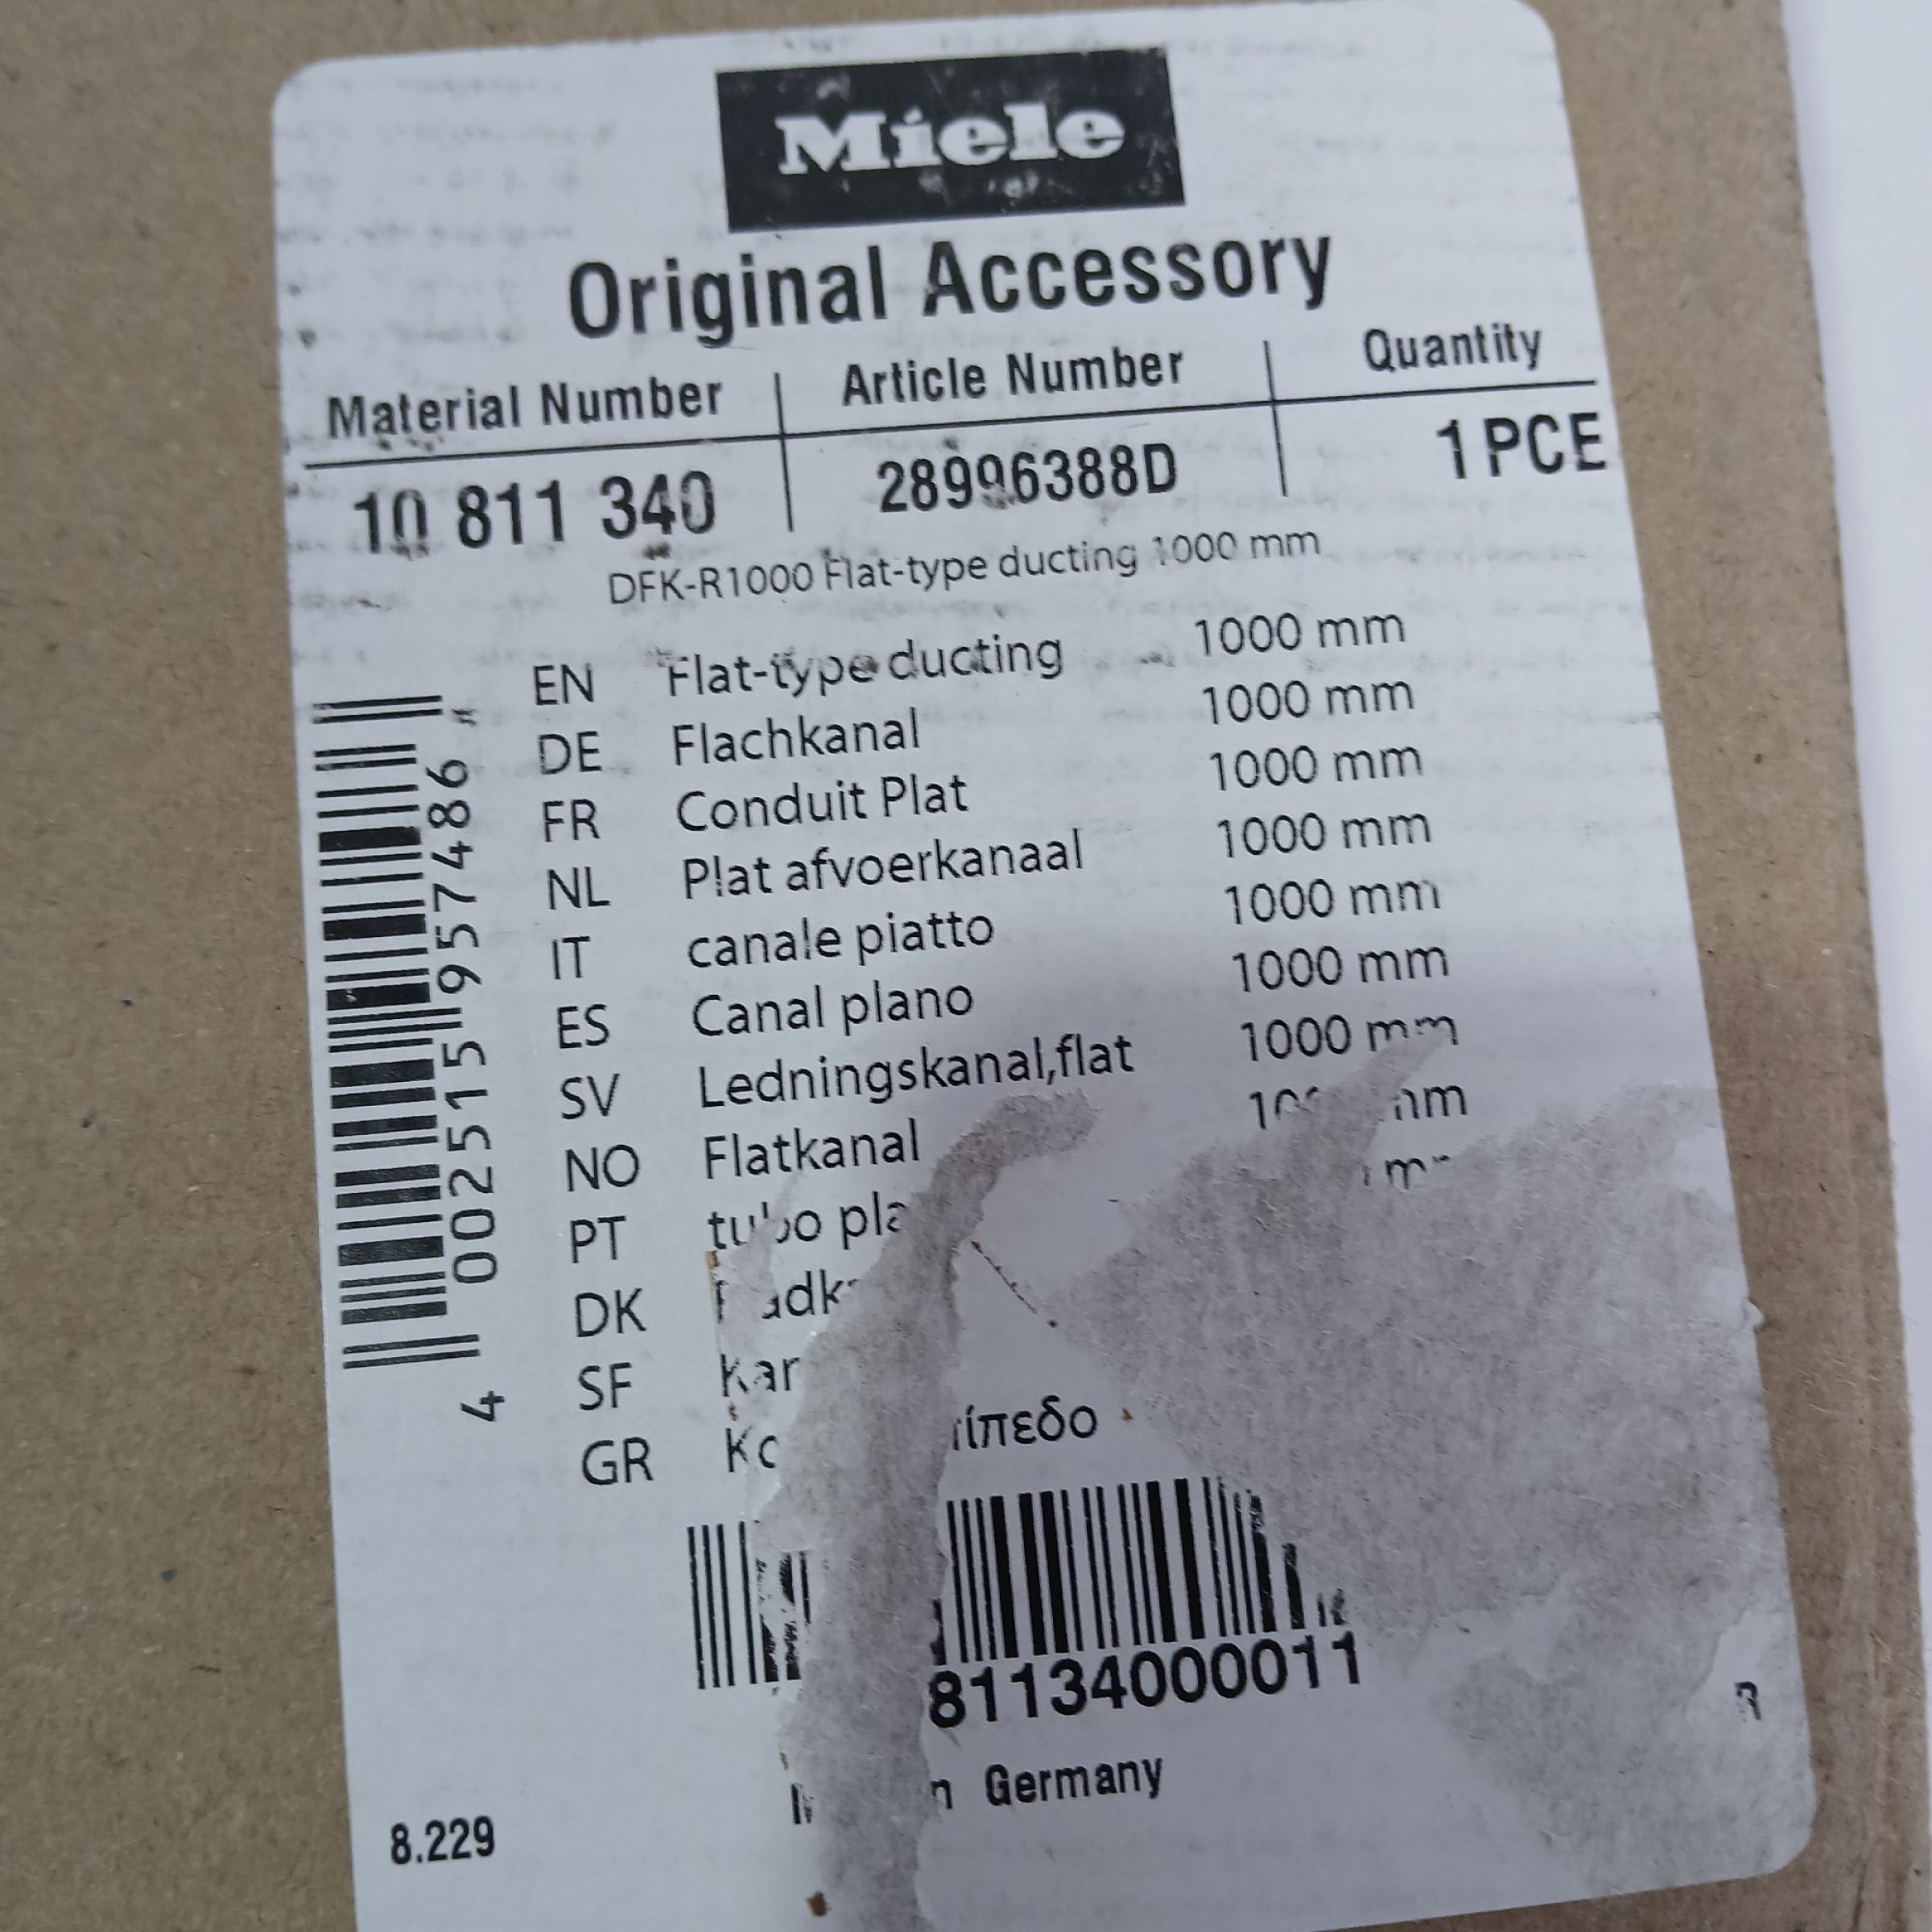 Miele
Original Accessory
Material Number Article Number Quantity
10 811 340 28996388D 1 PCE
DFK-R1000 Flat-type ducting 1000 mm
EN Flat-type ducting 1000 mm
DE Flachkanal 1000 mm
FR Conduit Plat 1000 mm
NL Plat afvoerkanaal 1000 mm
IT canale piatto 1000 mm
ES Canal plano 1000 mm
SV Ledningskanal,flat 1000 mm
NO Flatkanal
PT
DK
SF
GR
4 002515 957486
81134000011
Germany
8.229